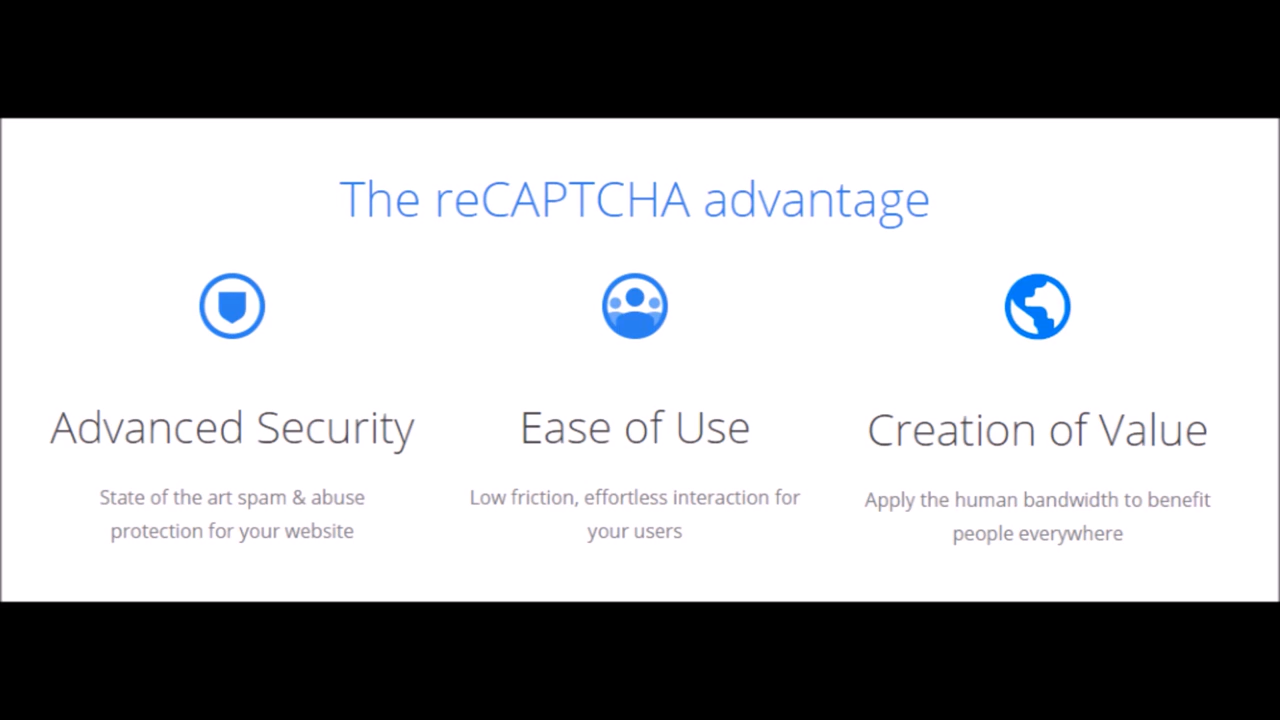 The reCAPTCHA advantage
Advanced Security
State of the art spam & abuse
protection for your website
Ease of Use
Low friction, effortless interaction for
your users
Creation of Value
Apply the human bandwidth to benefit
people everywhere